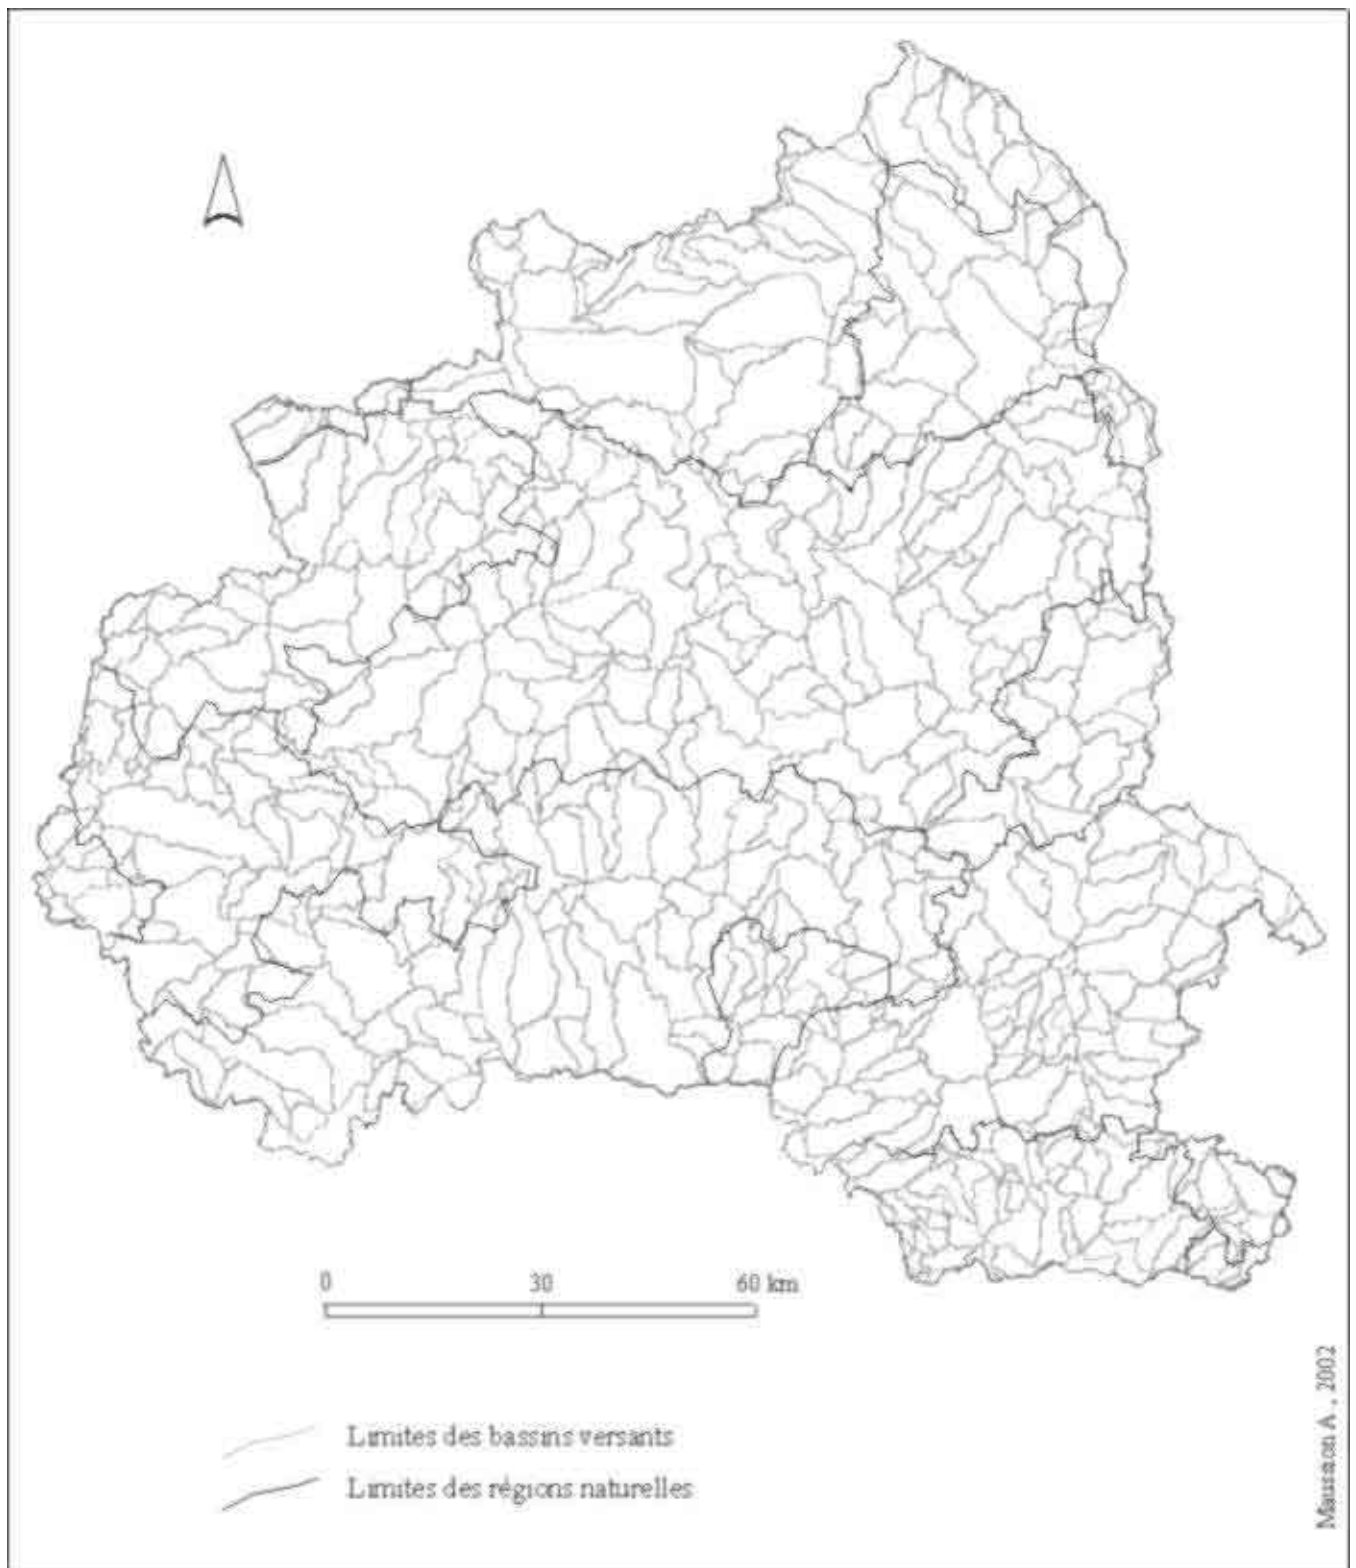 0 30 60 km
Limites des bassins versants
Limites des régions naturelles
Maussion A., 2002